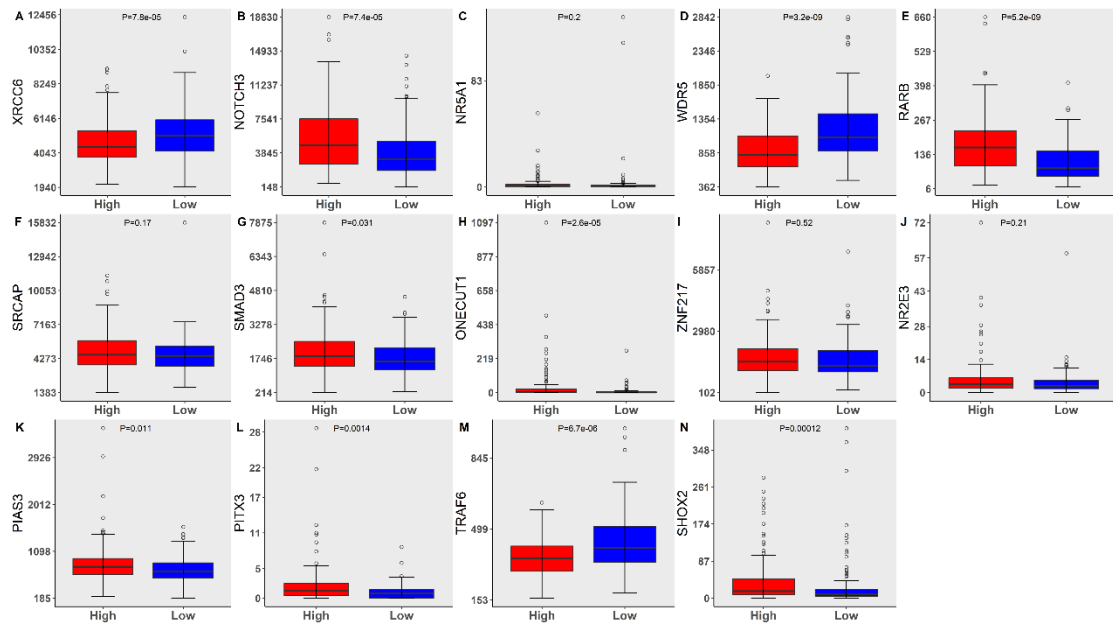 A
P=7.8e-05
XRCC6
12456
10352
8249
6146
4043
1940
High Low
B
P=7.4e-05
NOTCH3
18630
14933
11237
7541
3845
148
High Low
C
P=0.2
NR5A1
83
0
High Low
D
P=3.2e-09
WDR5
2842
2346
1850
1354
858
362
High Low
E
P=5.2e-09
RARB
660
529
398
267
136
6
High Low
F
P=0.17
SRCAP
15832
12942
10053
7163
4273
1383
High Low
G
P=0.031
SMAD3
7875
6343
4810
3278
1746
214
High Low
H
P=2.6e-05
ONECUT1
1097
877
658
438
219
0
High Low
I
P=0.52
ZNF217
5857
2980
102
High Low
J
P=0.21
NR2E3
72
57
43
28
14
0
High Low
K
P=0.011
PIAS3
2926
2012
1098
185
High Low
L
P=0.0014
PITX3
28
22
17
11
5
0
High Low
M
P=6.7e-06
TRAF6
845
499
153
High Low
N
P=0.00012
SHOX2
348
261
174
87
0
High Low